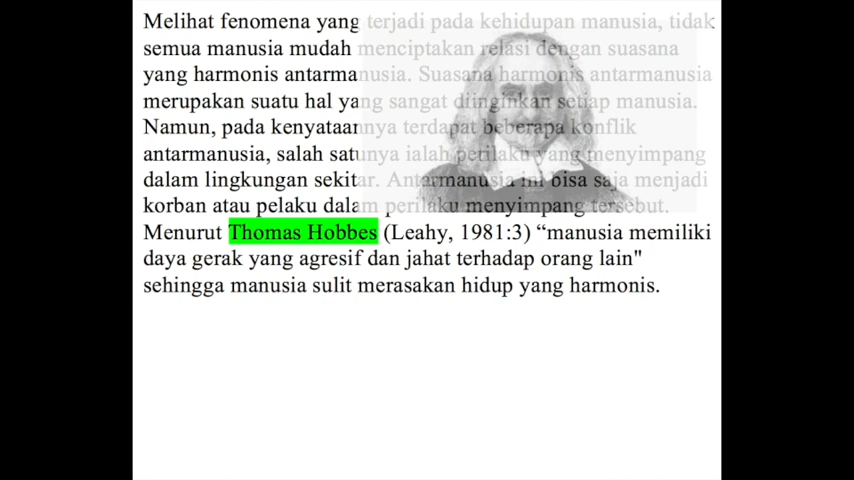 Melihat fenomena yang terjadi pada kehidupan manusia, tidak
semua manusia mudah menciptakan relasi dengan suasana
yang harmonis antarmanusia. Suasana harmonis antarmanusia
merupakan suatu hal yang sangat diinginkan setiap manusia.
Namun, pada kenyataannya terdapat beberapa konflik
antarmanusia, salah satunya ialah perilaku yang menyimpang
dalam lingkungan sekitar. Antarmanusia ini bisa saja menjadi
korban atau pelaku dalam perilaku menyimpang tersebut.
Menurut Thomas Hobbes (Leahy, 1981:3) “manusia memiliki
daya gerak yang agresif dan jahat terhadap orang lain"
sehingga manusia sulit merasakan hidup yang harmonis.